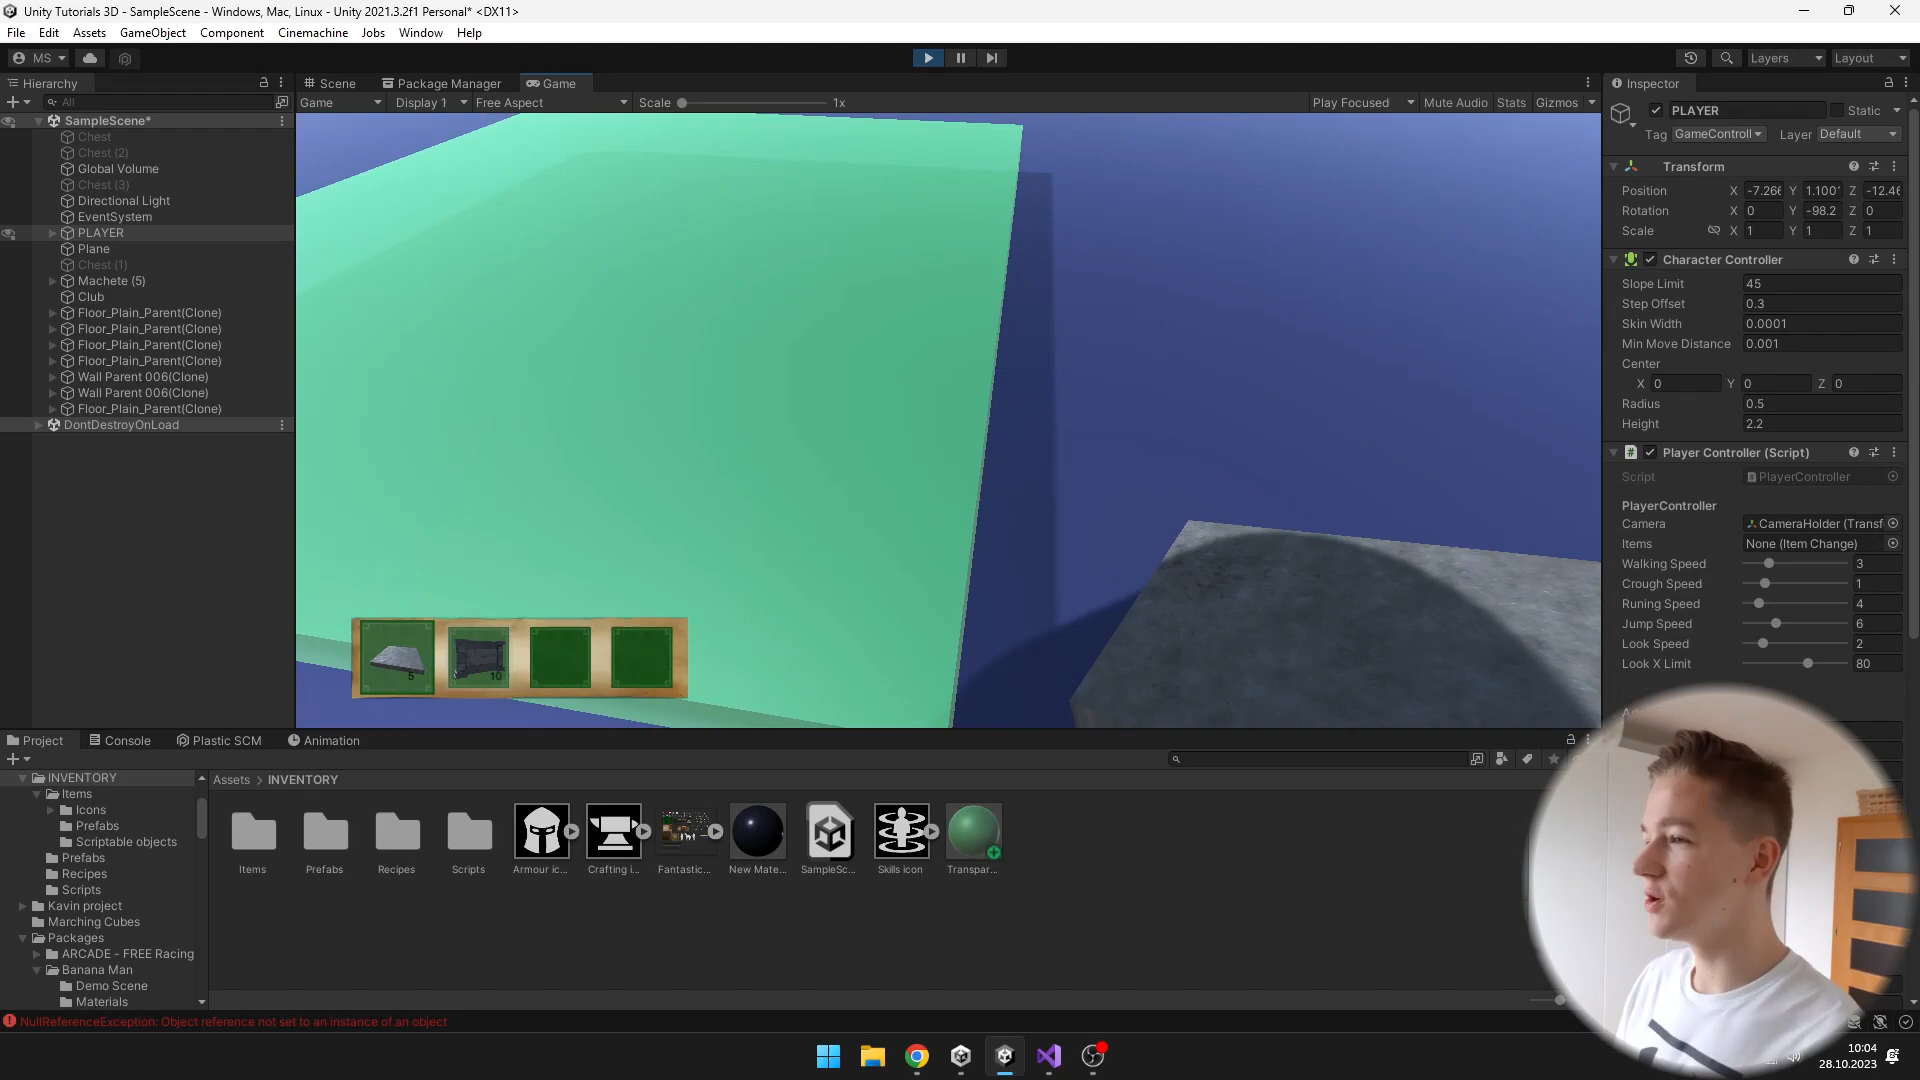 Unity Tutorials 3D - SampleScene - Windows, Mac, Linux - Unity 2021.3.2f1 Personal* <DX11>
File Edit Assets GameObject Component Cinemachine Jobs Window Help
MS Layers Layout
Hierarchy Scene Package Manager Game Inspector
All Game Display 1 Free Aspect Scale 1x Play Focused Mute Audio Stats Gizmos
PLAYER Static
Tag GameControll Layer Default
SampleScene*
Chest
Chest (2)
Global Volume
Chest (3)
Directional Light
EventSystem
PLAYER
Plane
Chest (1)
Machete (5)
Club
Floor_Plain_Parent(Clone)
Floor_Plain_Parent(Clone)
Floor_Plain_Parent(Clone)
Floor_Plain_Parent(Clone)
Wall Parent 006(Clone)
Wall Parent 006(Clone)
Floor_Plain_Parent(Clone)
DontDestroyOnLoad
5 10
Transform
Position X -7.266 Y 1.100 Z -12.46
Rotation X 0 Y -98.2 Z 0
Scale X 1 Y 1 Z 1
Character Controller
Slope Limit 45
Step Offset 0.3
Skin Width 0.0001
Min Move Distance 0.001
Center
X 0 Y 0 Z 0
Radius 0.5
Height 2.2
Player Controller (Script)
Script PlayerController
PlayerController
Camera CameraHolder (Transf
Items None (Item Change)
Walking Speed 3
Crough Speed 1
Runing Speed 4
Jump Speed 6
Look Speed 2
Look X Limit 80
Project Console Plastic SCM Animation
Assets > INVENTORY
INVENTORY
Items
Icons
Prefabs
Scriptable objects
Prefabs
Recipes
Scripts
Kavin project
Marching Cubes
Packages
ARCADE - FREE Racing
Banana Man
Demo Scene
Materials
Items Prefabs Recipes Scripts Armour ic... Crafting i... Fantastic... New Mate... SampleSc... Skills icon Transpar...
NullReferenceException: Object reference not set to an instance of an object
10:04
28.10.2023